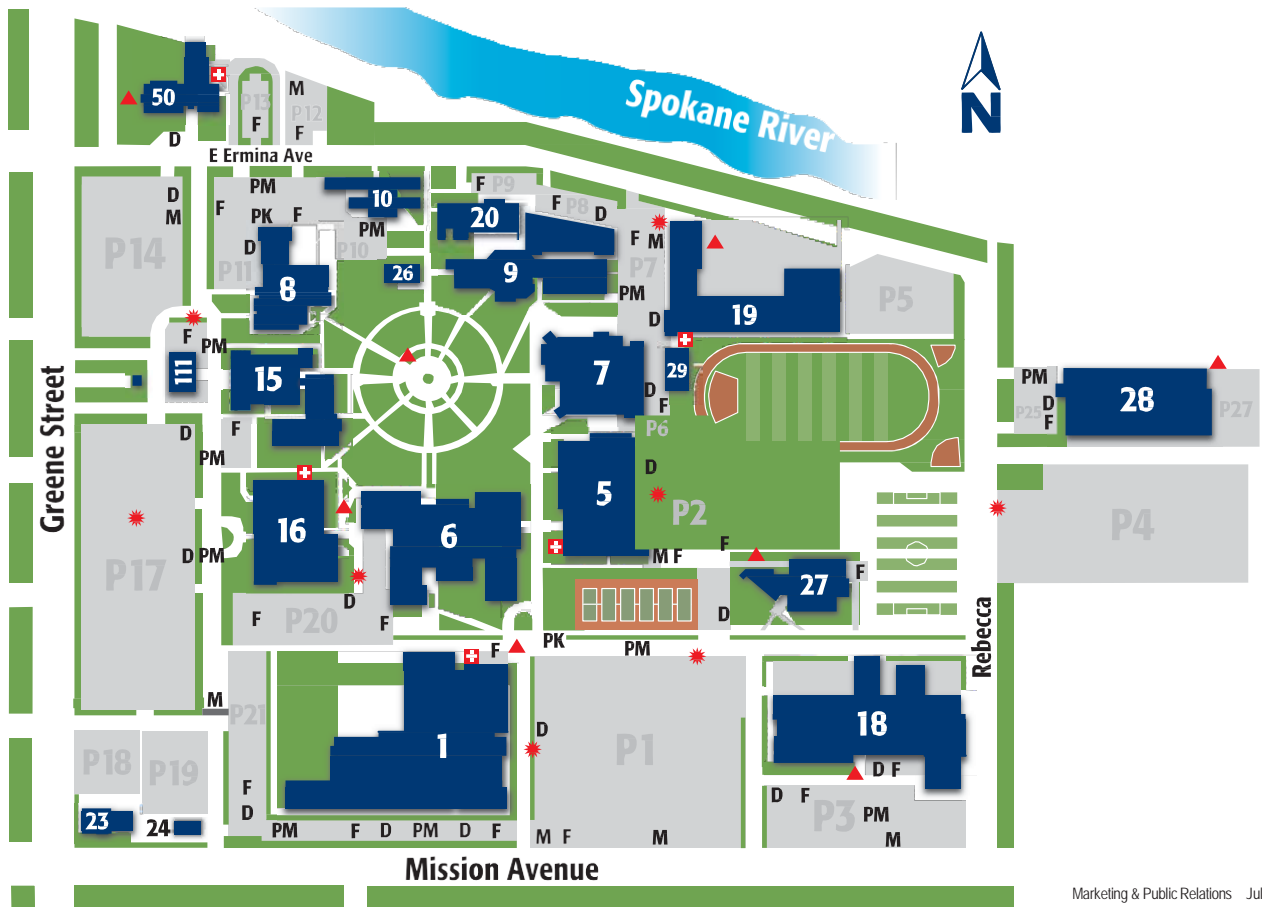 Spokane River
N
50
M
P13
P12
F
F
D
E Ermina Ave
PM
10
F
P9
F
P8
D
D
M
F
PK
F
PM
20
F
M
P14
D
P10
P11
8
26
9
P7
PM
P5
19
D
F
PM
111
15
7
29
D
F
PM
D
F
P25
28
P27
Greene Street
D
F
PM
P6
D
5
P2
16
6
P4
D
PM
P17
M
F
F
27
F
D
F
P20
F
D
PK
PM
F
Rebecca
M
P21
D
18
1
P1
P18
P19
D
F
F
D
F
D
P3
PM
M
23
24
PM
F
D
PM
D
F
M
F
M
Mission Avenue
Marketing & Public Relations Jul